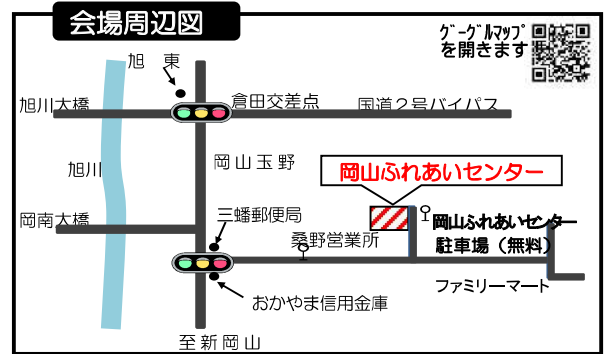 会場周辺図
ｸﾞｰｸﾞﾙﾏｯﾌﾟ
を開きます
旭 東
旭川大橋
倉田交差点
国道２号バイパス
旭川
岡山玉野
岡山ふれあいセンター
岡南大橋
三蟠郵便局
桑野営業所
岡山ふれあいセンター
駐車場（無料）
ファミリーマート
おかやま信用金庫
至新岡山